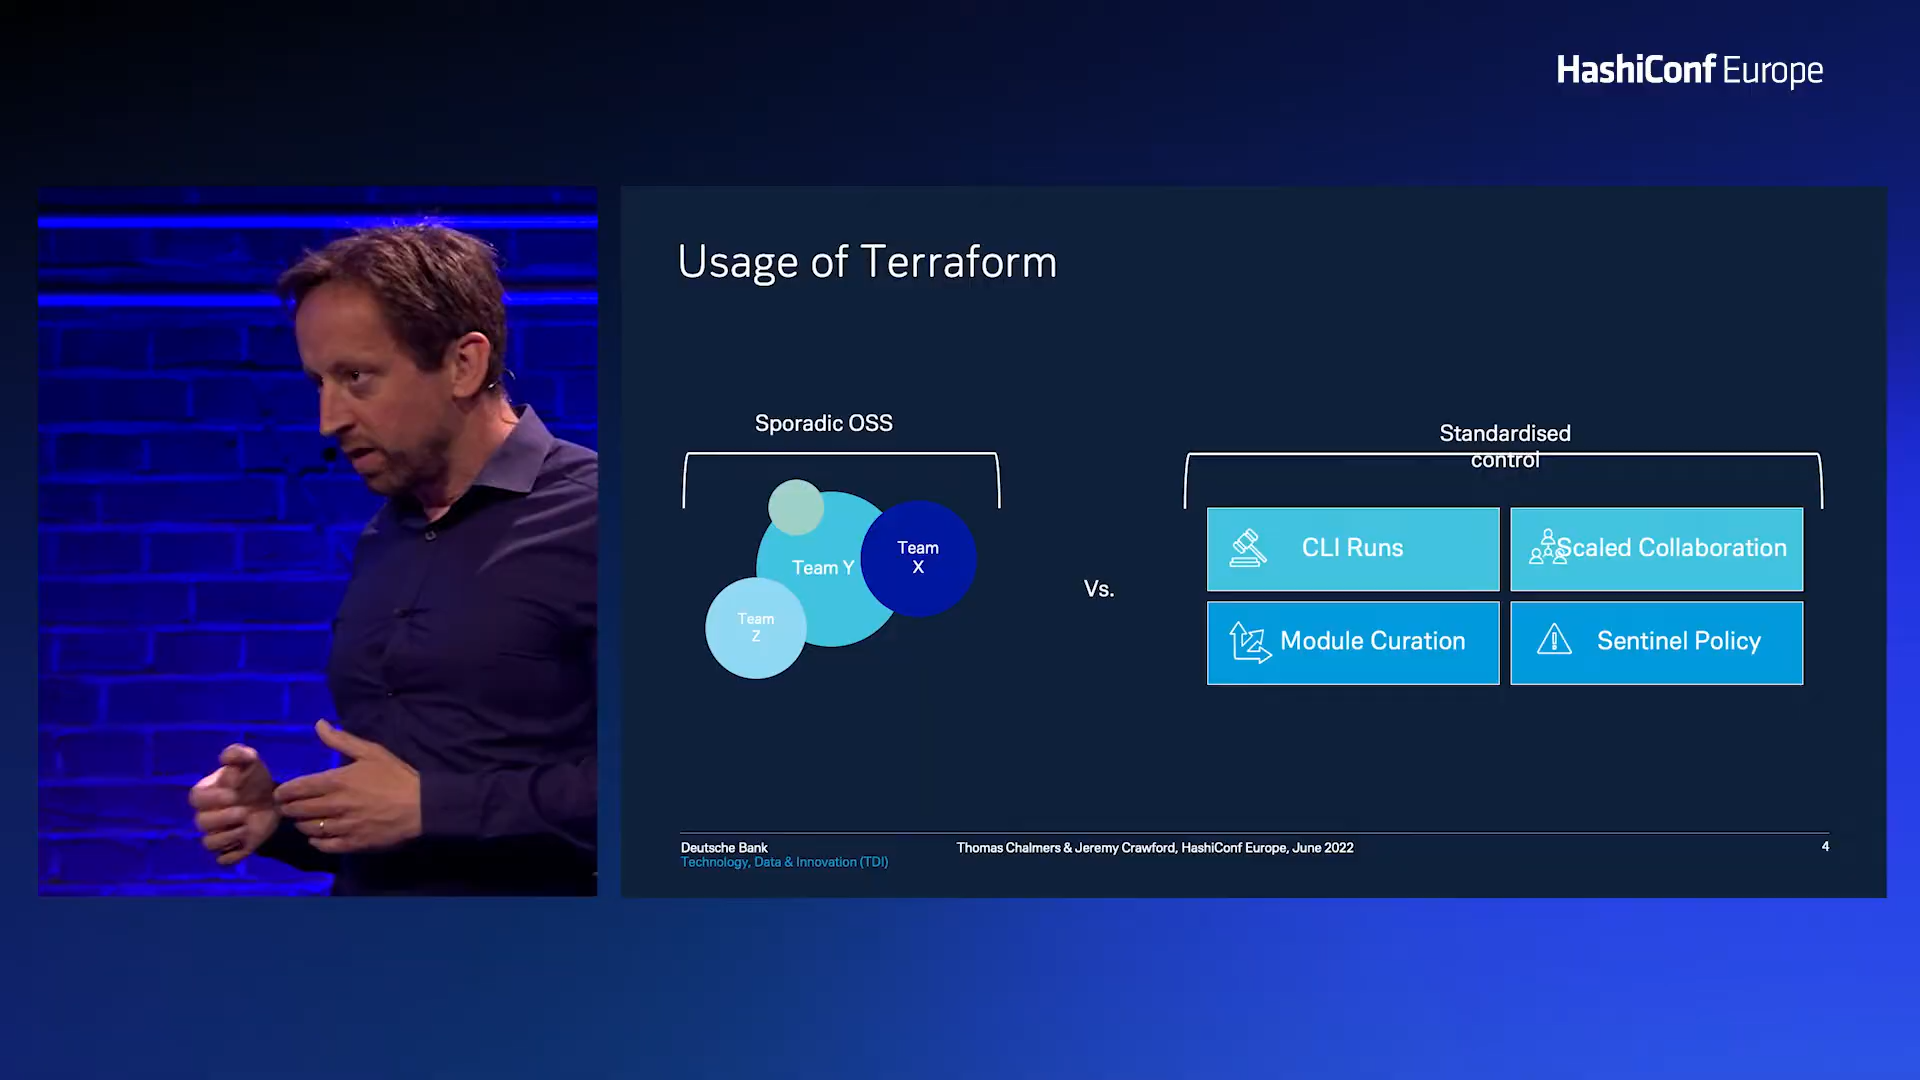 HashiConf Europe
Usage of Terraform
Sporadic OSS
Team Y
Team
X
Team
Z
Vs.
Standardised
control
CLI Runs
Scaled Collaboration
Module Curation
Sentinel Policy
Deutsche Bank
Technology, Data & Innovation (TDI)
Thomas Chalmers & Jeremy Crawford, HashiConf Europe, June 2022
4